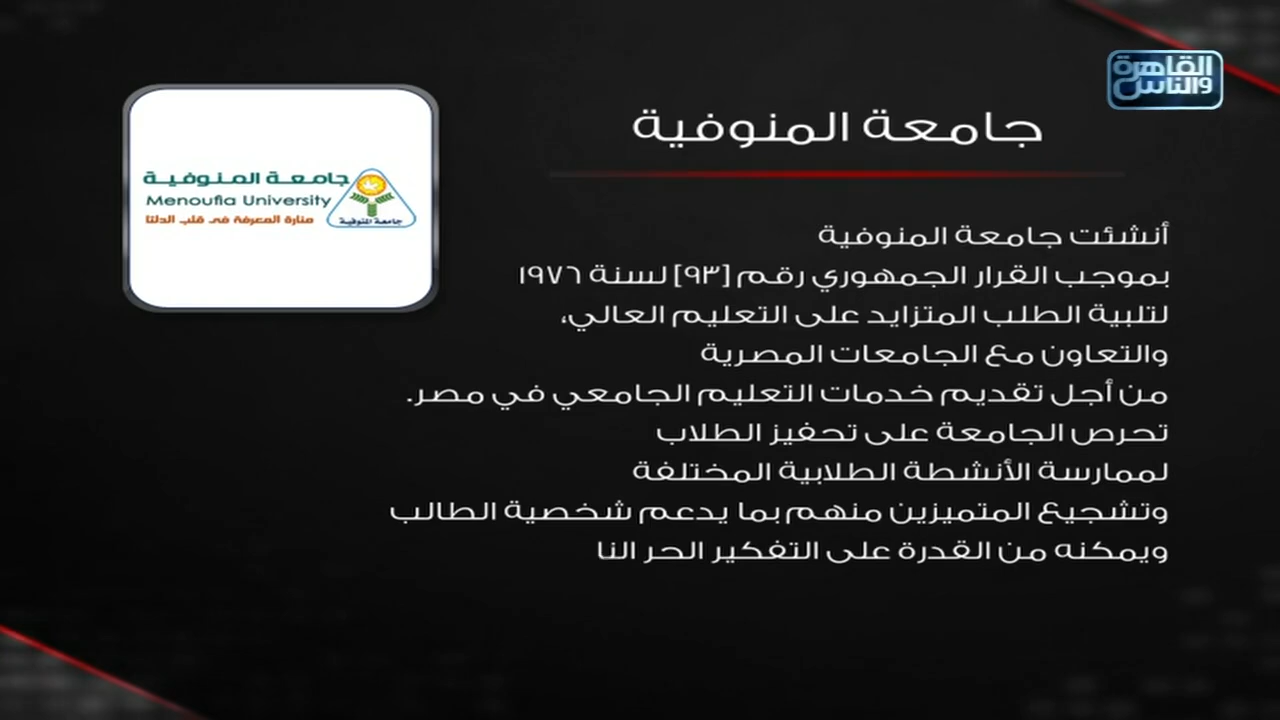 القاهرة
والناس
جامعة المنوفية
جامعة المنوفية
Menoufia University
منارة المعرفة فى قلب الدلتا
جامعة المنوفية
أنشئت جامعة المنوفية
بموجب القرار الجمهوري رقم [٩٣] لسنة ١٩٧٦
لتلبية الطلب المتزايد على التعليم العالي،
والتعاون مع الجامعات المصرية
من أجل تقديم خدمات التعليم الجامعي في مصر.
تحرص الجامعة على تحفيز الطلاب
لممارسة الأنشطة الطلابية المختلفة
وتشجيع المتميزين منهم بما يدعم شخصية الطالب
ويمكنه من القدرة على التفكير الحر النا